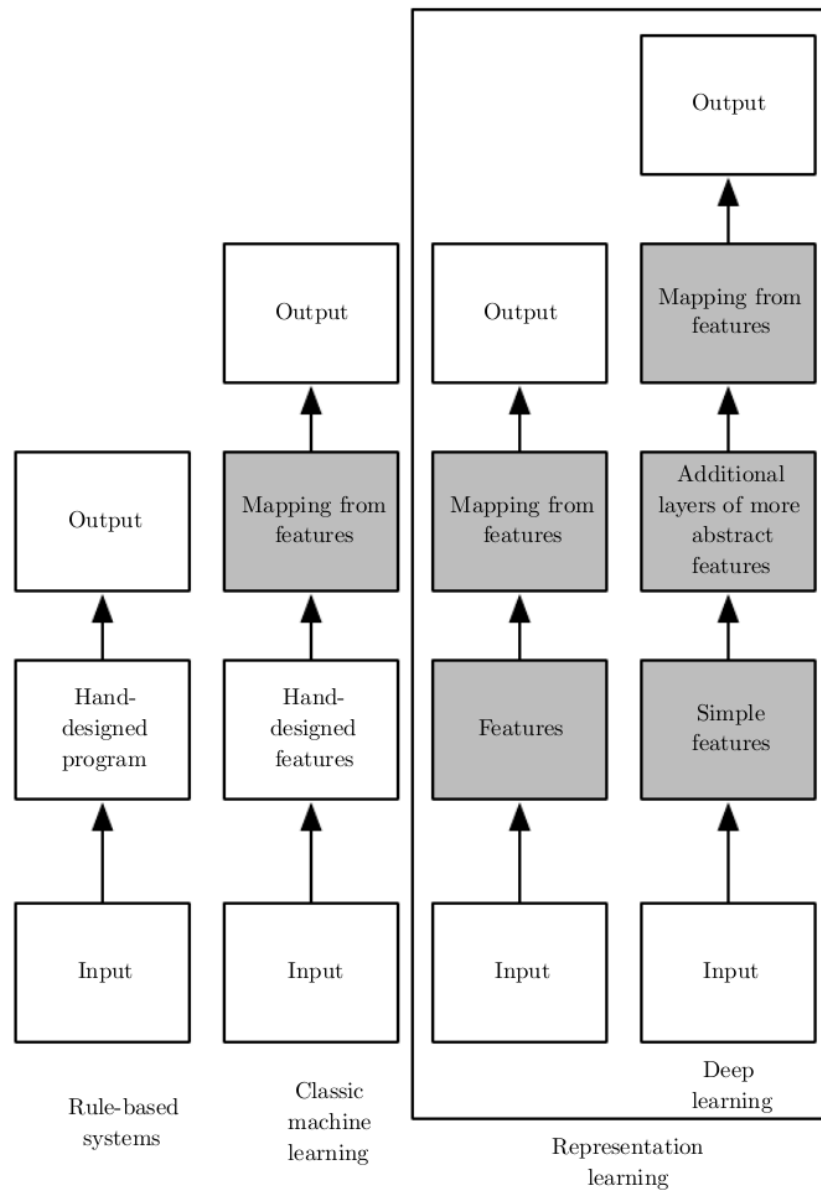 Output
Output
Output
Mapping from
features
Output
Mapping from
features
Mapping from
features
Additional
layers of more
abstract
features
Hand-
designed
program
Hand-
designed
features
Features
Simple
features
Input
Input
Input
Input
Rule-based
systems
Classic
machine
learning
Deep
learning
Representation
learning